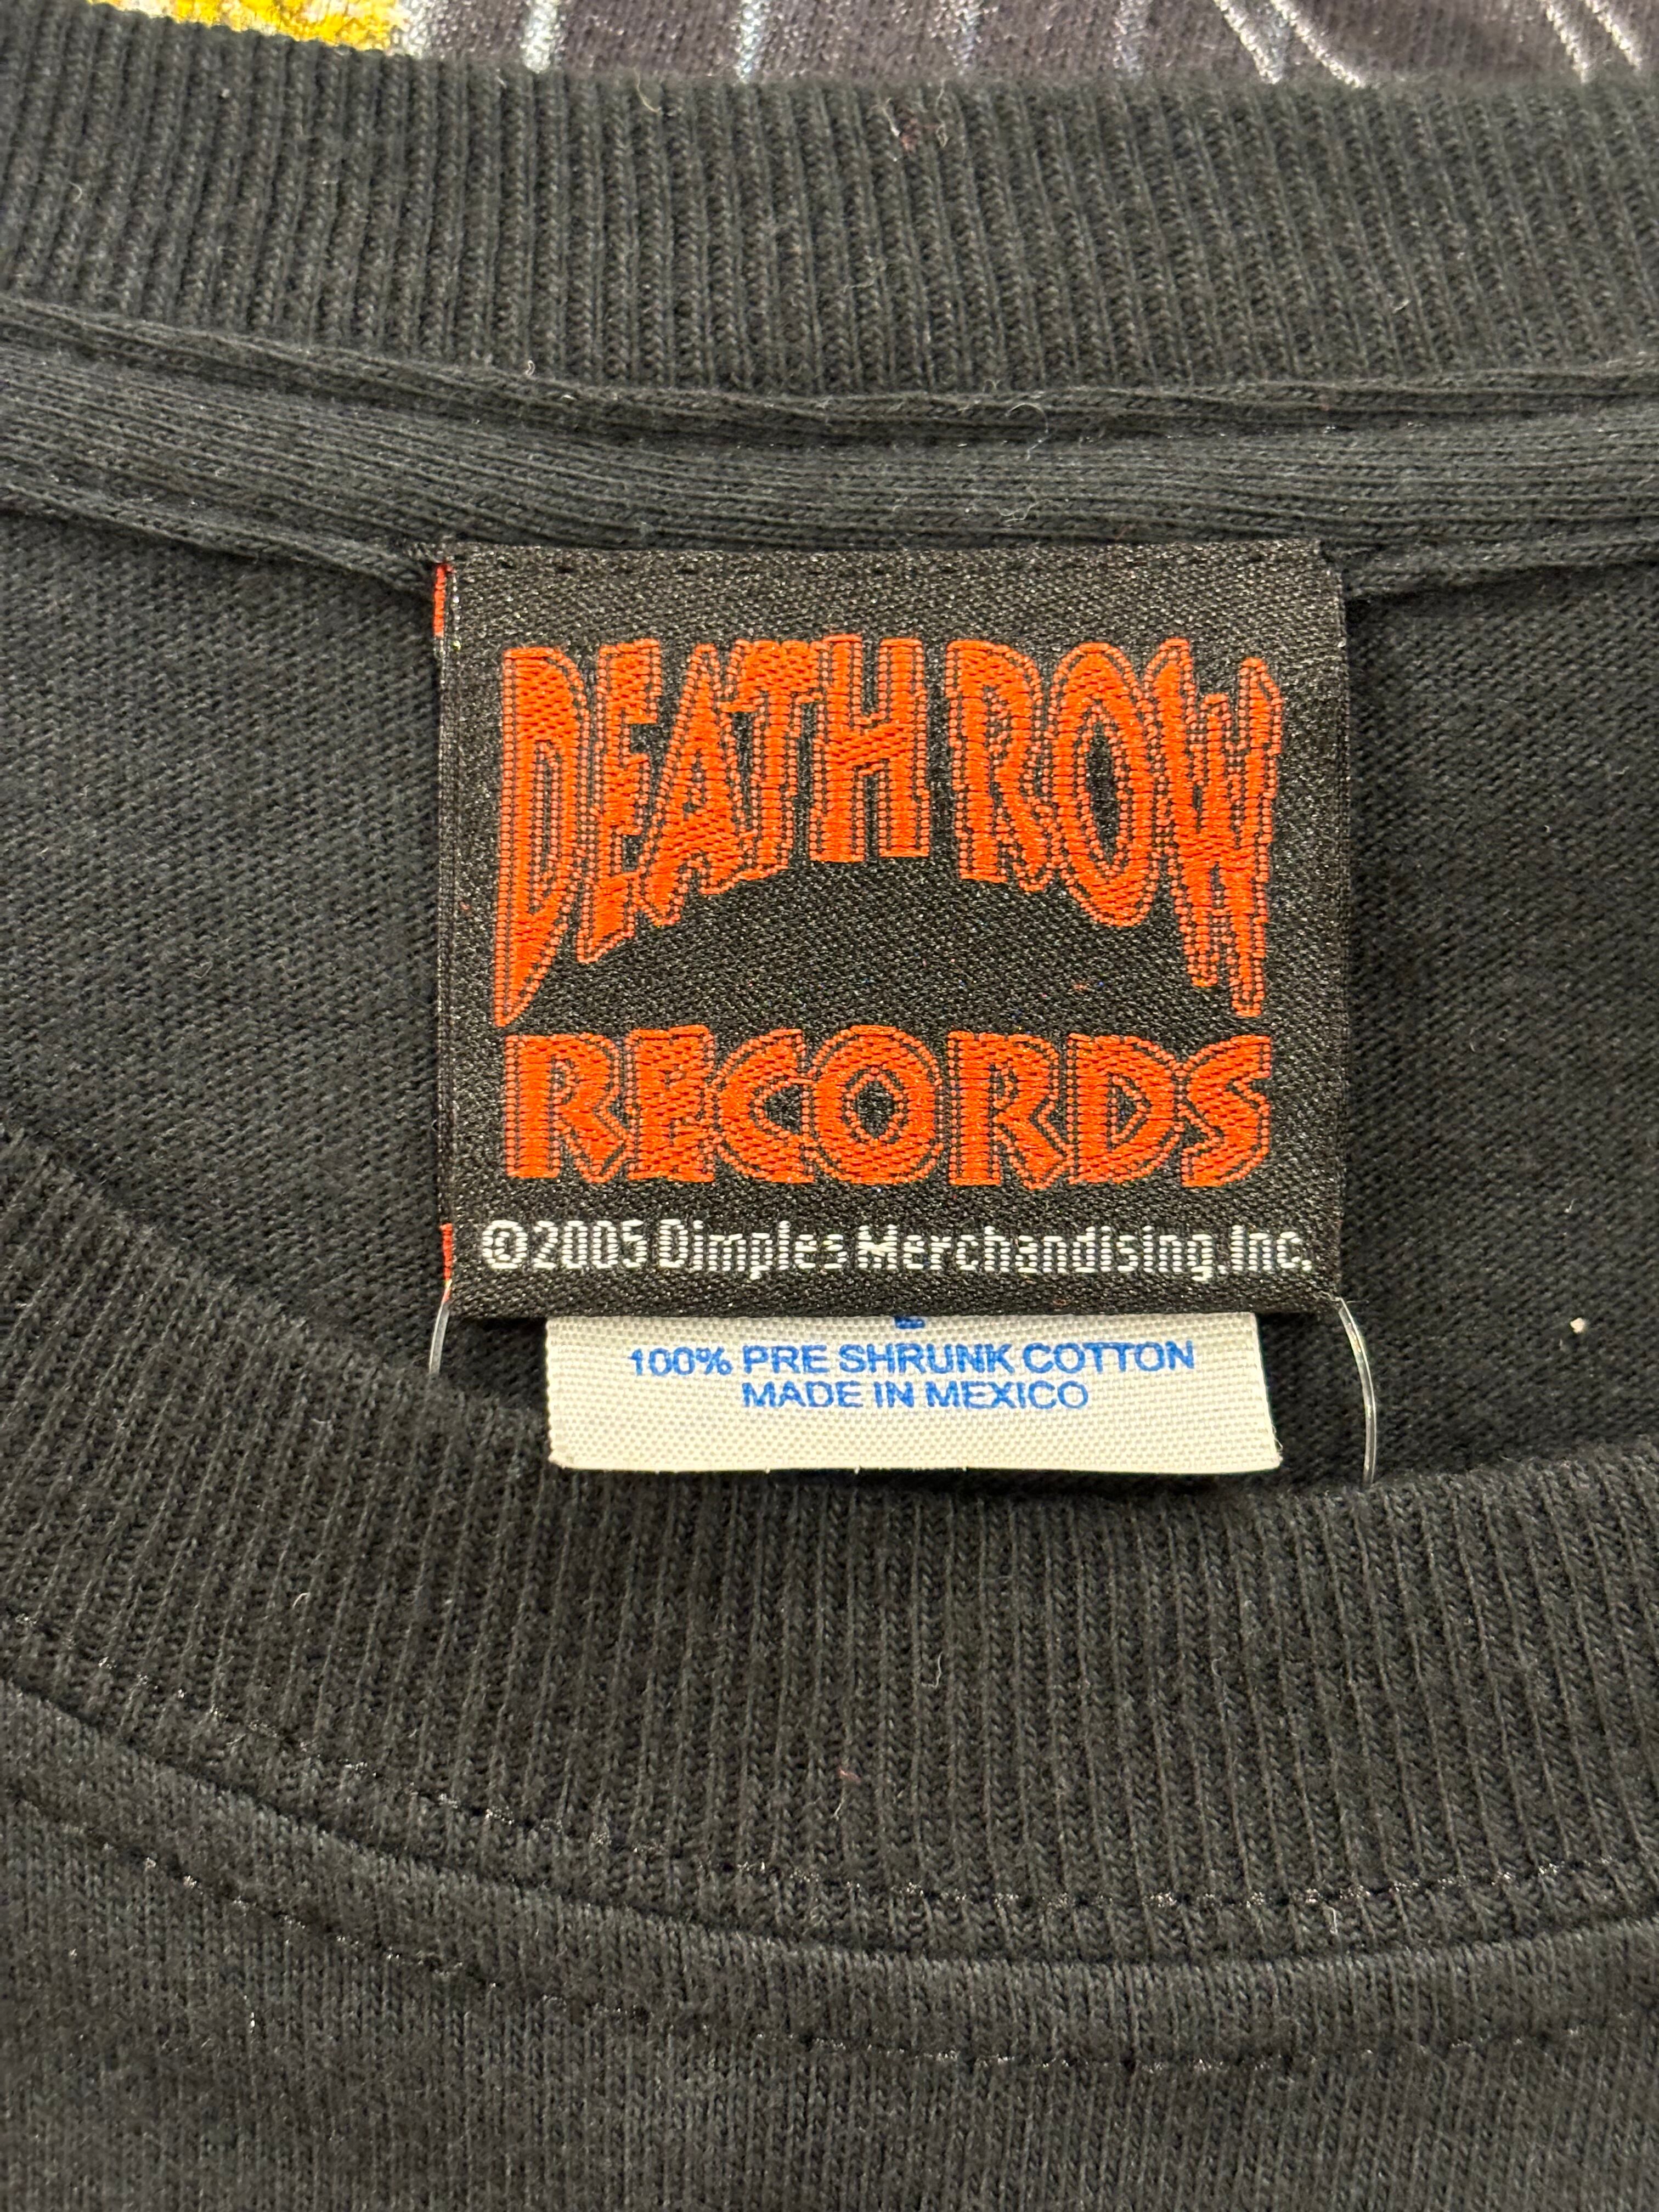 DEATH ROW
RECORDS
©2005 Dimples Merchandising, Inc.
100% PRE SHRUNK COTTON
MADE IN MEXICO